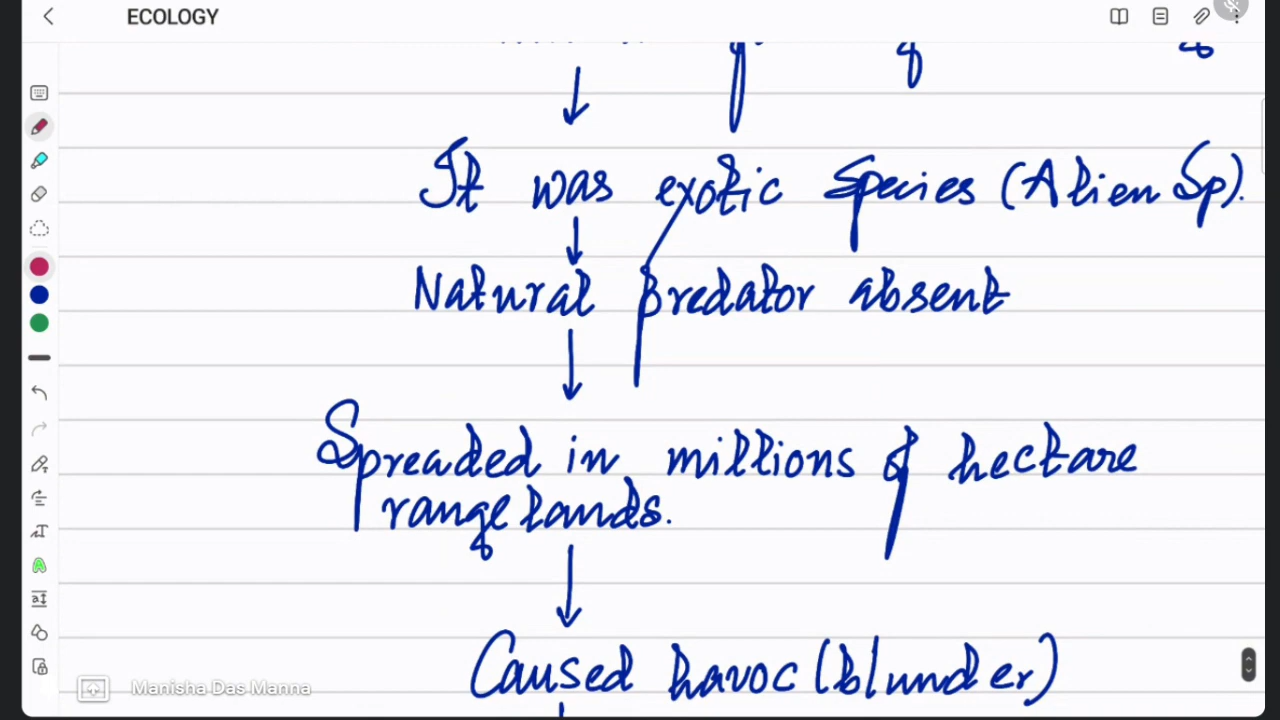 ECOLOGY
It was exotic species (Alien Sp).
Natural predator absent
Spreaded in millions of hectare
rangelands.
Caused havoc (blunder)
Manisha Das Manna